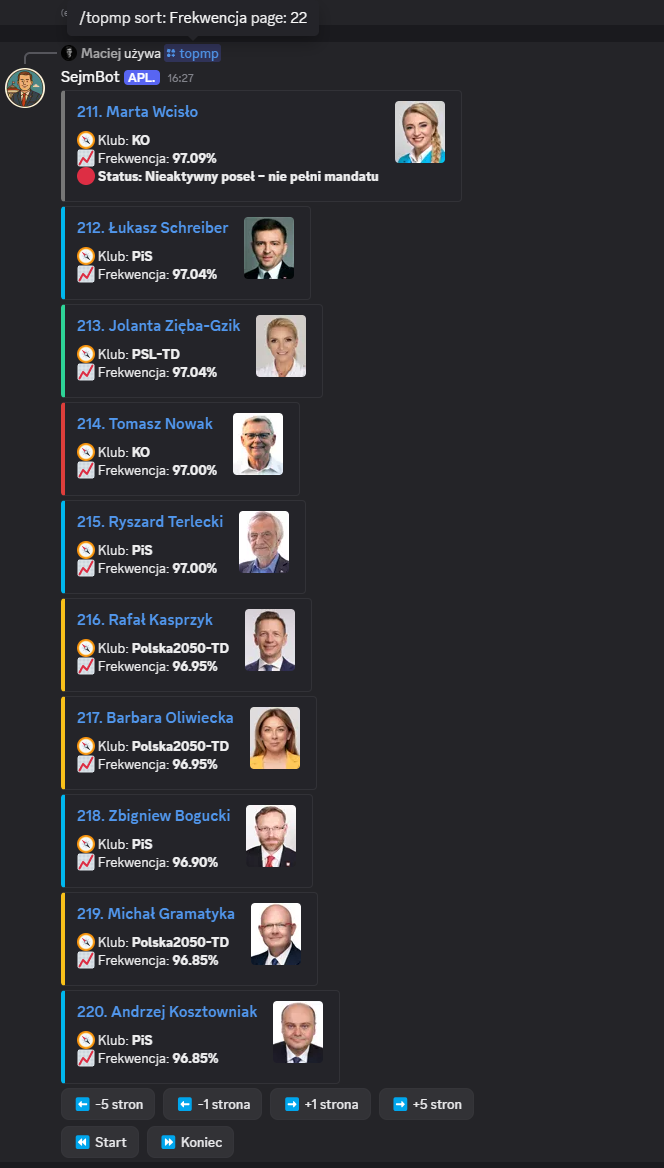 /topmp sort: Frekwencja page: 22
Maciej używa topmp
SejmBot APL. 16:27
211. Marta Wcisło
Klub: KO
Frekwencja: 97.09%
Status: Nieaktywny poseł – nie pełni mandatu
212. Łukasz Schreiber
Klub: PiS
Frekwencja: 97.04%
213. Jolanta Zięba-Gzik
Klub: PSL-TD
Frekwencja: 97.04%
214. Tomasz Nowak
Klub: KO
Frekwencja: 97.00%
215. Ryszard Terlecki
Klub: PiS
Frekwencja: 97.00%
216. Rafał Kasprzyk
Klub: Polska2050-TD
Frekwencja: 96.95%
217. Barbara Oliwiecka
Klub: Polska2050-TD
Frekwencja: 96.95%
218. Zbigniew Bogucki
Klub: PiS
Frekwencja: 96.90%
219. Michał Gramatyka
Klub: Polska2050-TD
Frekwencja: 96.85%
220. Andrzej Kosztowniak
Klub: PiS
Frekwencja: 96.85%
-5 stron -1 strona +1 strona +5 stron
Start Koniec